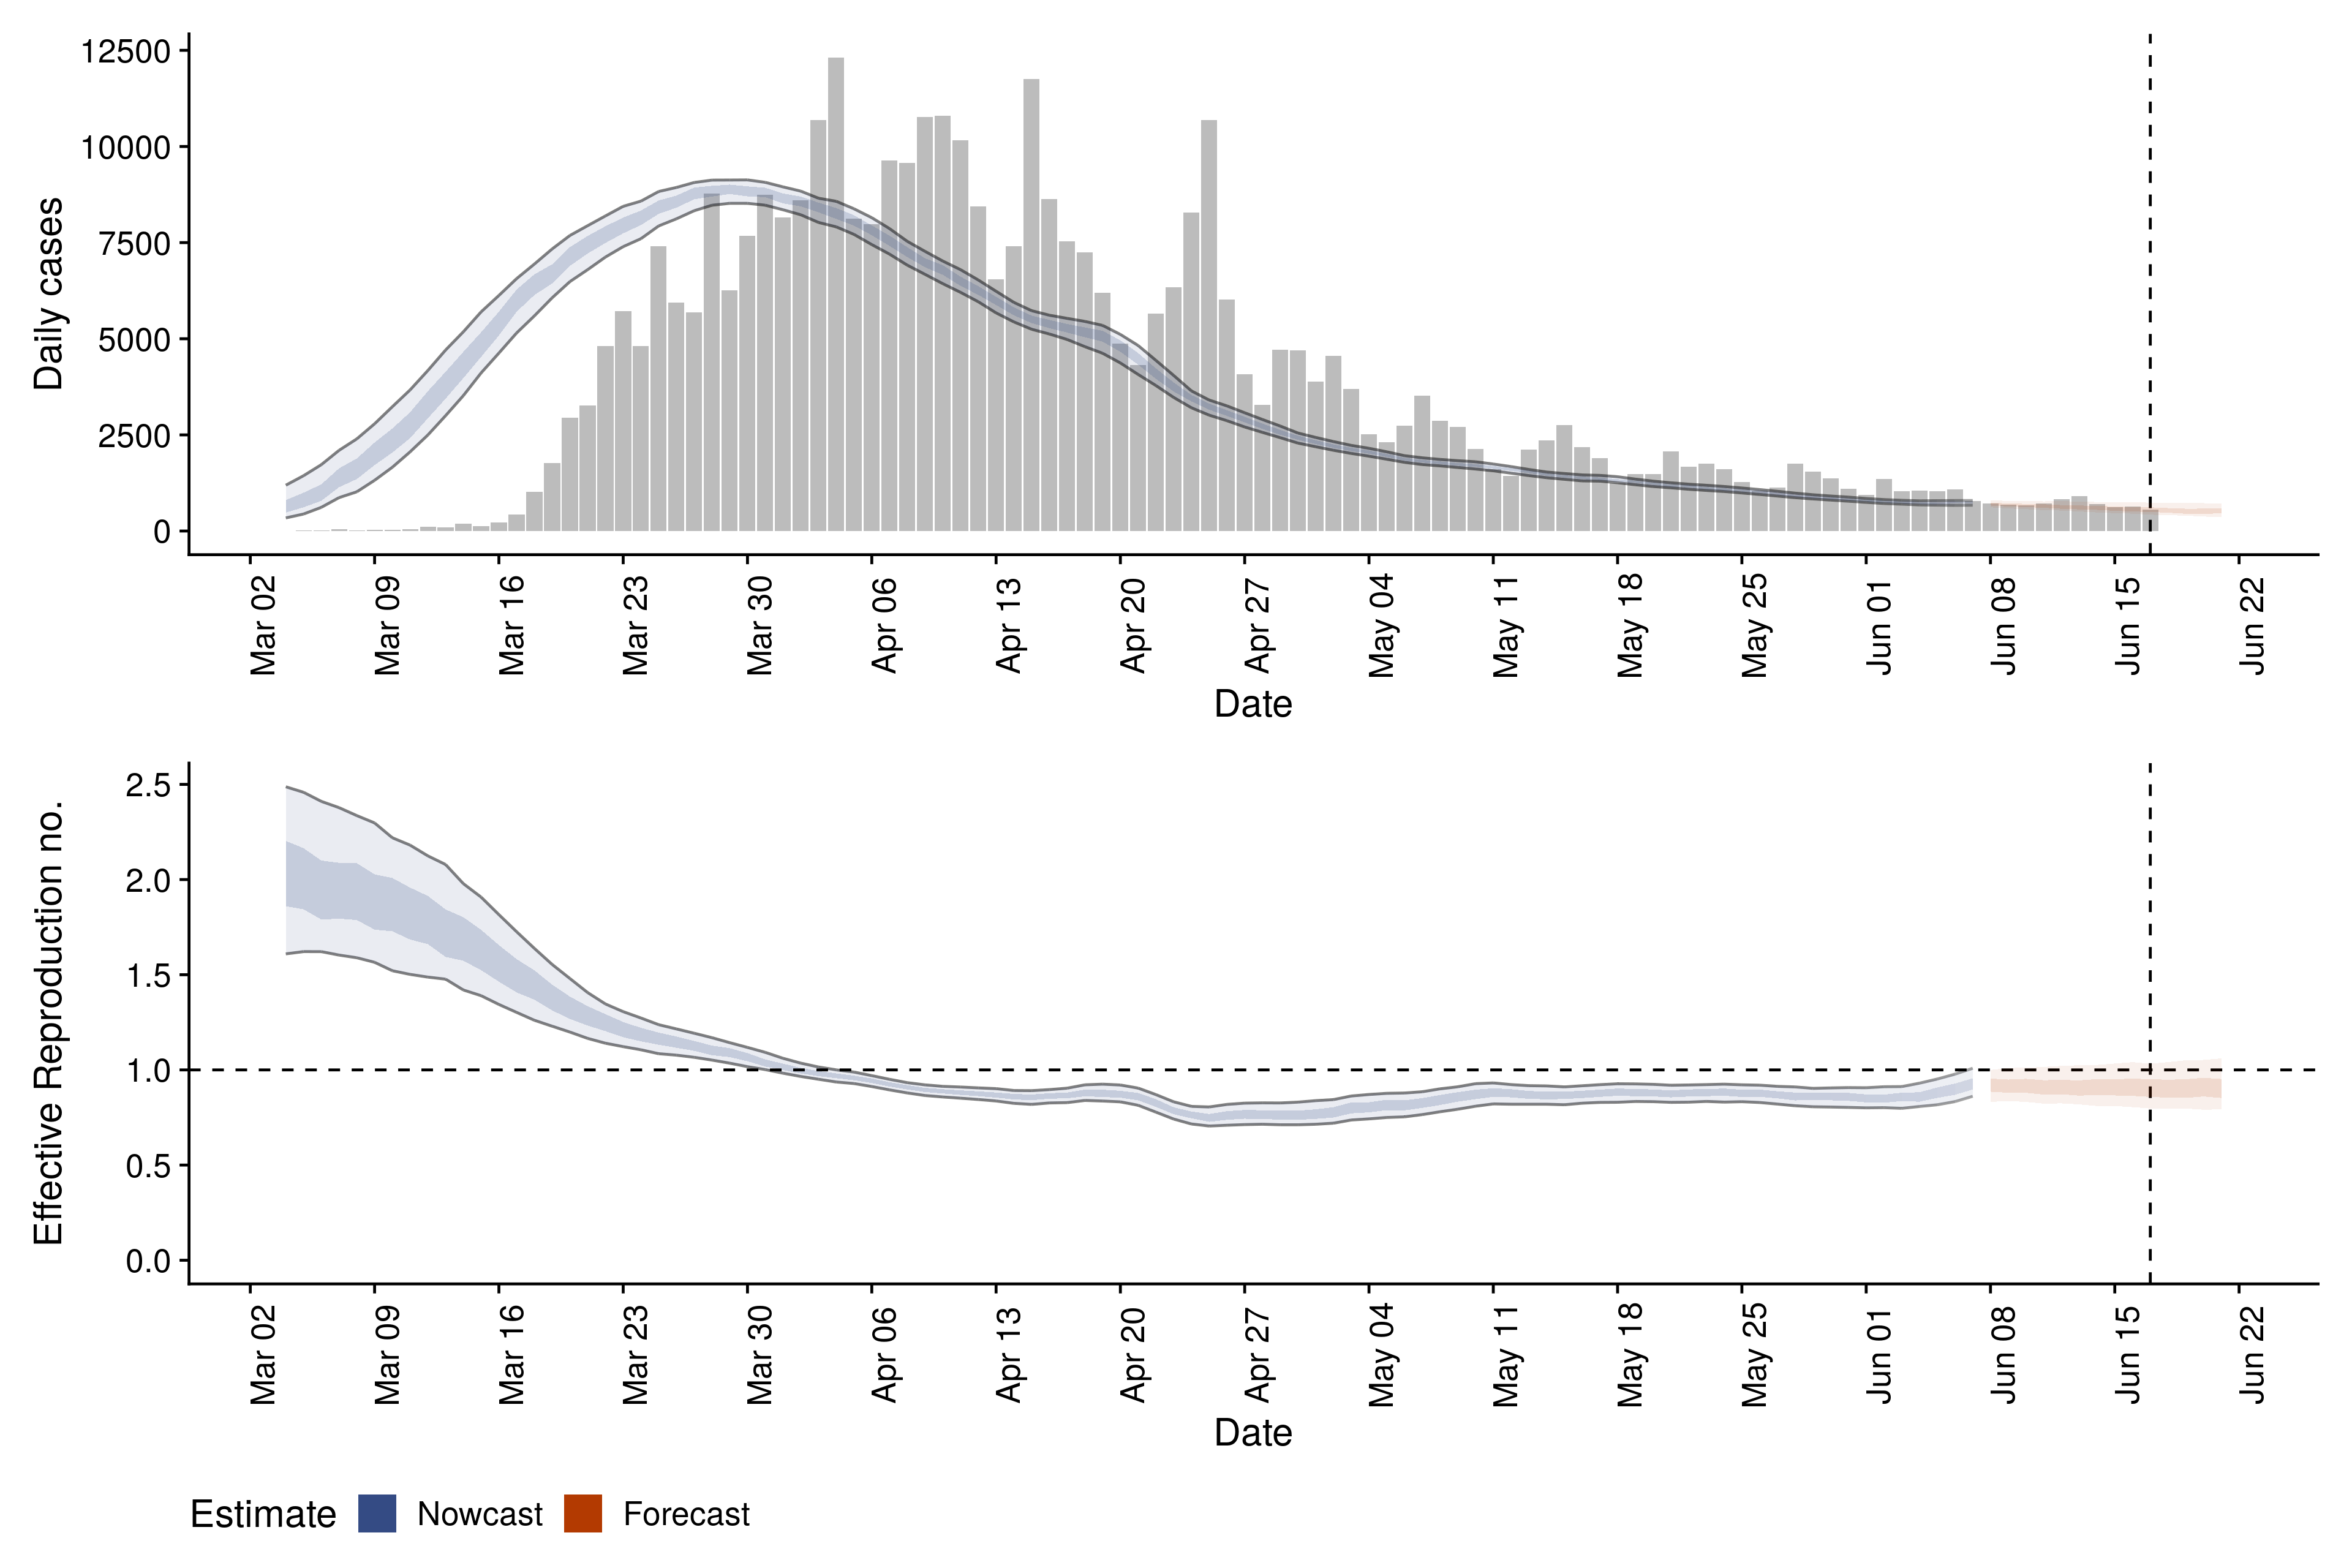 Daily cases
12500
10000
7500
5000
2500
0
Mar 02
Mar 09
Mar 16
Mar 23
Mar 30
Apr 06
Apr 13
Apr 20
Apr 27
May 04
May 11
May 18
May 25
Jun 01
Jun 08
Jun 15
Jun 22
Date
Effective Reproduction no.
2.5
2.0
1.5
1.0
0.5
0.0
Mar 02
Mar 09
Mar 16
Mar 23
Mar 30
Apr 06
Apr 13
Apr 20
Apr 27
May 04
May 11
May 18
May 25
Jun 01
Jun 08
Jun 15
Jun 22
Date
Estimate Nowcast Forecast